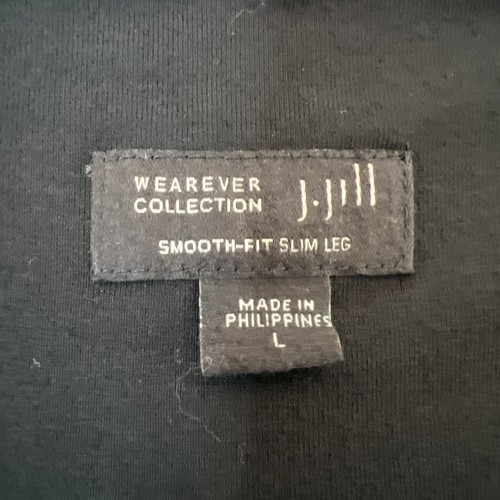 WEAREVER
COLLECTION
J.Jill
SMOOTH-FIT SLIM LEG
MADE IN
PHILIPPINES
L